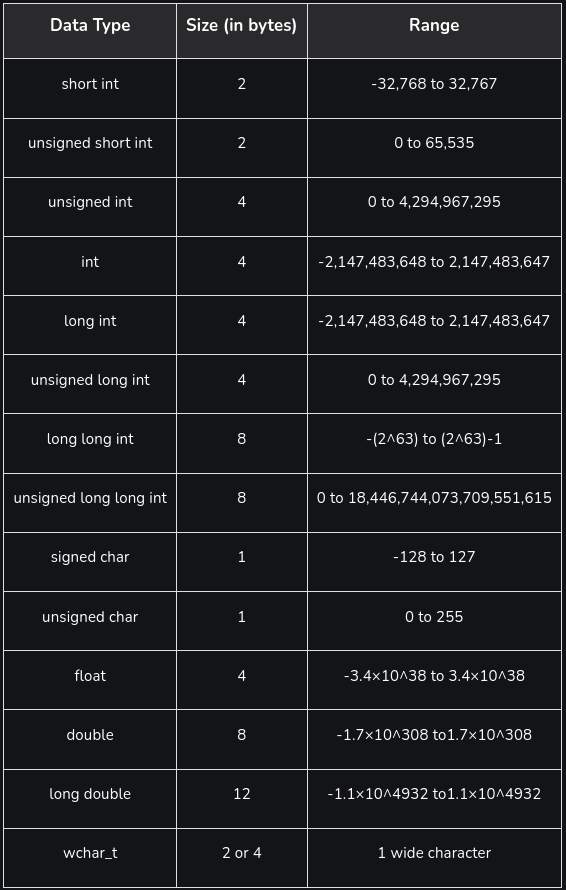 Data Type Size (in bytes) Range
short int 2 -32,768 to 32,767
unsigned short int 2 0 to 65,535
unsigned int 4 0 to 4,294,967,295
int 4 -2,147,483,648 to 2,147,483,647
long int 4 -2,147,483,648 to 2,147,483,647
unsigned long int 4 0 to 4,294,967,295
long long int 8 -(2^63) to (2^63)-1
unsigned long long int 8 0 to 18,446,744,073,709,551,615
signed char 1 -128 to 127
unsigned char 1 0 to 255
float 4 -3.4×10^38 to 3.4×10^38
double 8 -1.7×10^308 to1.7×10^308
long double 12 -1.1×10^4932 to1.1×10^4932
wchar_t 2 or 4 1 wide character